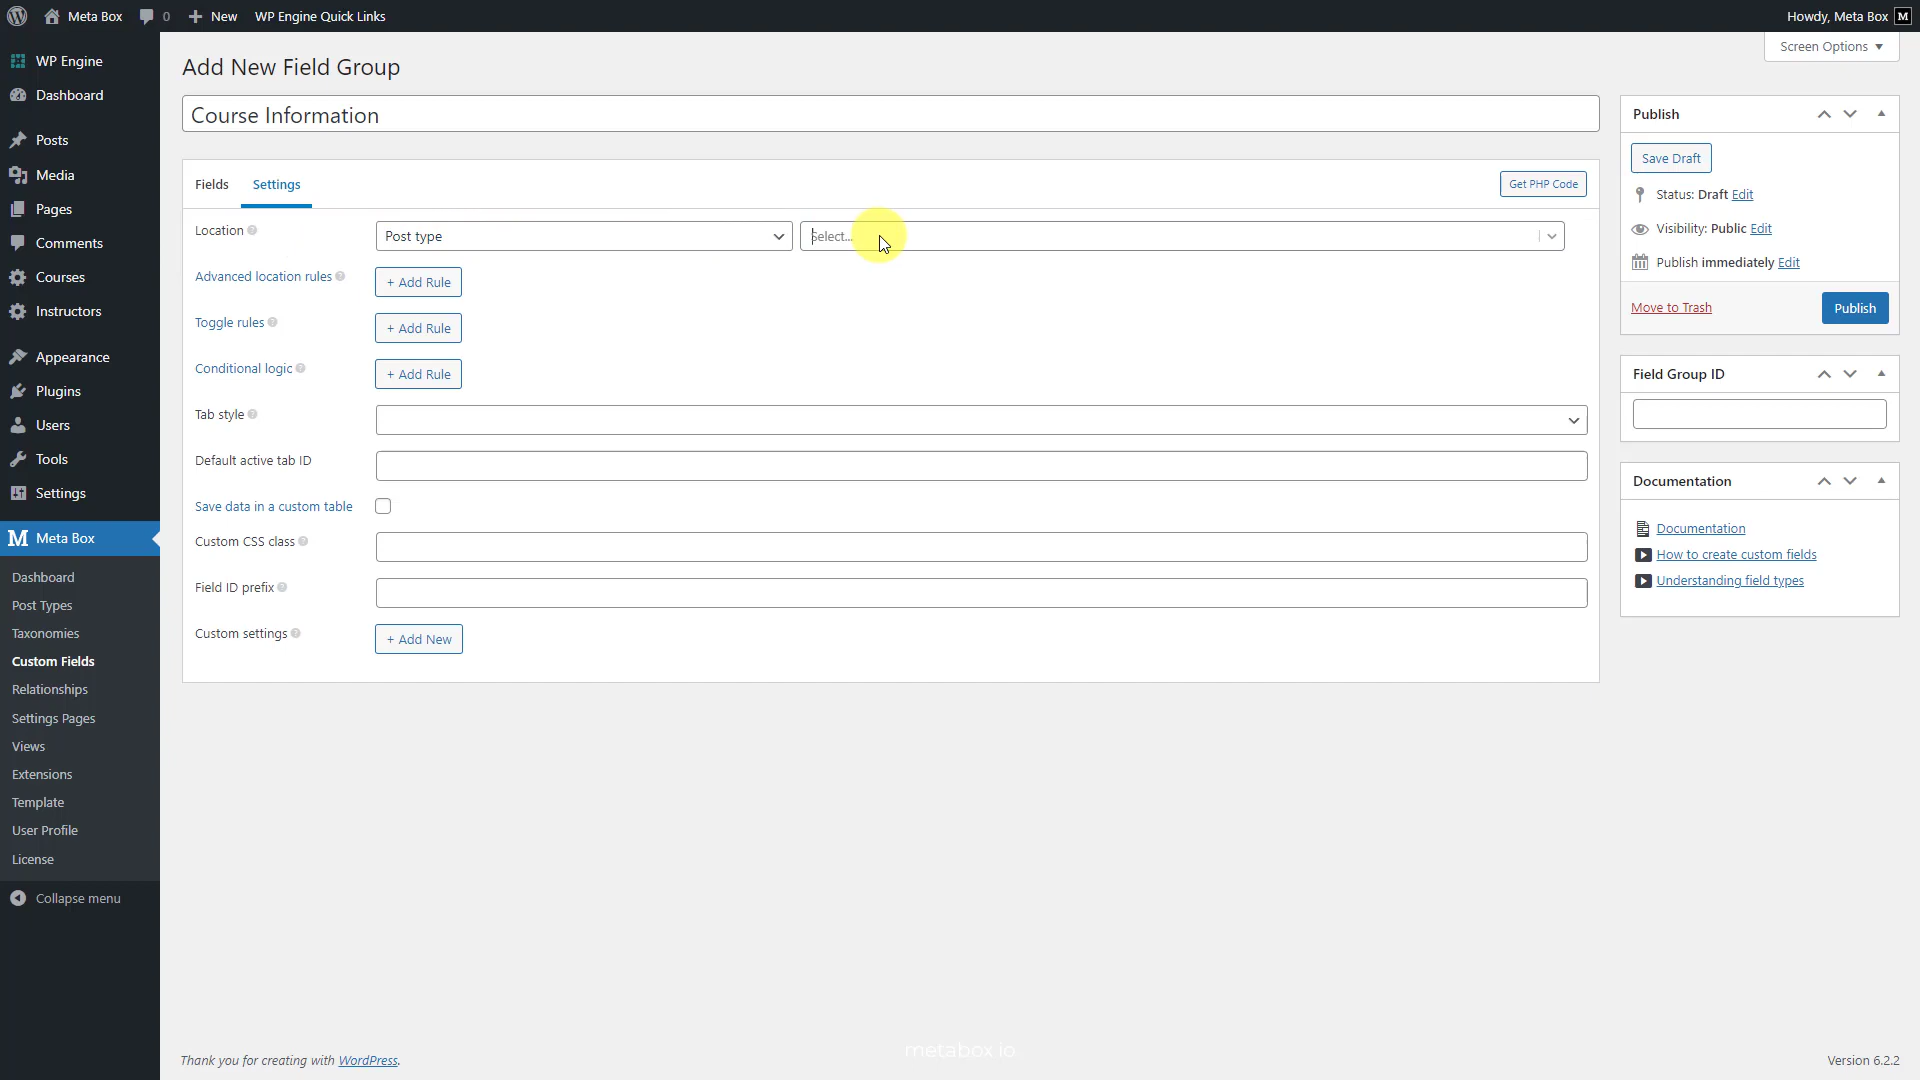 Meta Box
0
New
WP Engine Quick Links
Howdy, Meta Box
M
Screen Options
WP Engine
Dashboard
Posts
Media
Pages
Comments
Courses
Instructors
Appearance
Plugins
Users
Tools
Settings
M Meta Box
Dashboard
Post Types
Taxonomies
Custom Fields
Relationships
Settings Pages
Views
Extensions
Template
User Profile
License
Collapse menu
Add New Field Group
Course Information
Fields
Settings
Get PHP Code
Location
Post type
Select...
Advanced location rules
+ Add Rule
Toggle rules
+ Add Rule
Conditional logic
+ Add Rule
Tab style
Default active tab ID
Save data in a custom table
Custom CSS class
Field ID prefix
Custom settings
+ Add New
Publish
Save Draft
Status: Draft Edit
Visibility: Public Edit
Publish immediately Edit
Move to Trash
Publish
Field Group ID
Documentation
Documentation
How to create custom fields
Understanding field types
Thank you for creating with WordPress.
metabox.io
Version 6.2.2